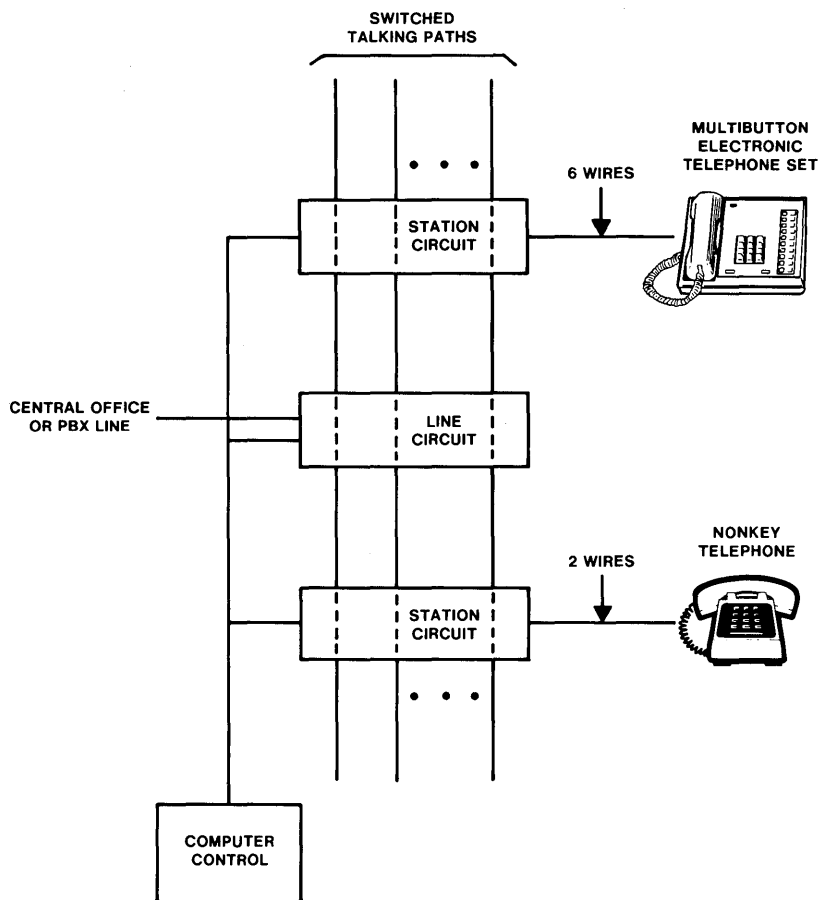 SWITCHED
TALKING PATHS
MULTIBUTTON
ELECTRONIC
TELEPHONE SET
6 WIRES
STATION
CIRCUIT
CENTRAL OFFICE
OR PBX LINE
LINE
CIRCUIT
NONKEY
TELEPHONE
2 WIRES
STATION
CIRCUIT
COMPUTER
CONTROL